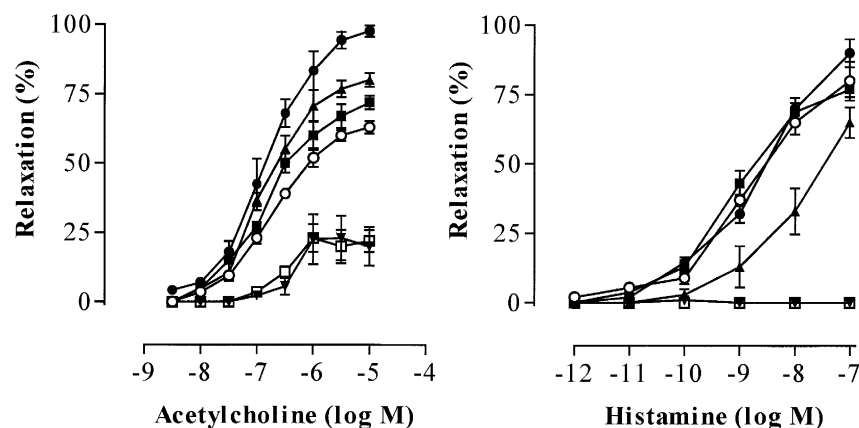 100
75
50
25
0
Relaxation (%)
-9 -8 -7 -6 -5 -4
Acetylcholine (log M)
100
75
50
25
0
Relaxation (%)
-12 -11 -10 -9 -8 -7
Histamine (log M)